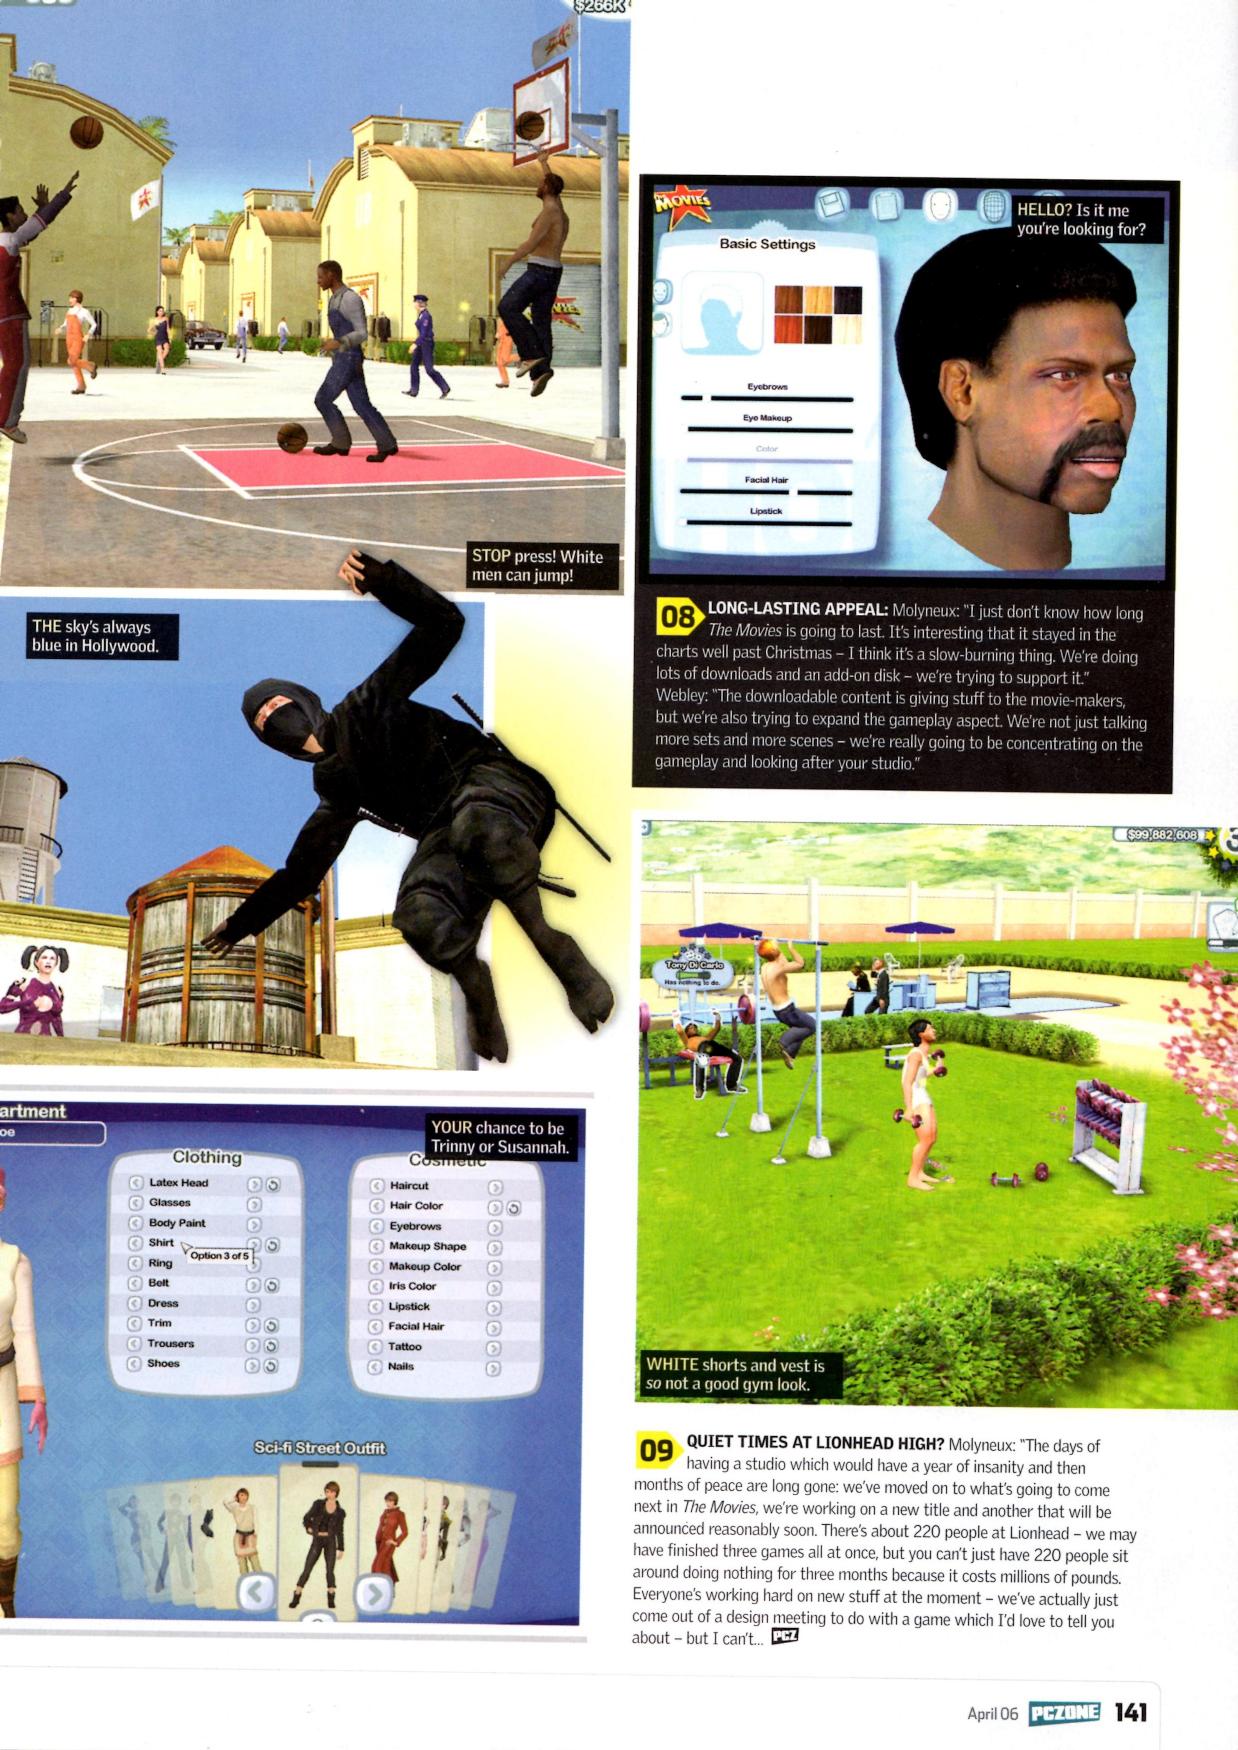 $266K
STOP press! White
men can jump!
THE sky's always
blue in Hollywood.
MOVIES
HELLO? Is it me
you're looking for?
Basic Settings
Eyebrows
Eye Makeup
Color
Facial Hair
Lipstick
08 LONG-LASTING APPEAL: Molyneux: "I just don't know how long
The Movies is going to last. It's interesting that it stayed in the
charts well past Christmas – I think it's a slow-burning thing. We're doing
lots of downloads and an add-on disk – we're trying to support it."
Webley: "The downloadable content is giving stuff to the movie-makers,
but we're also trying to expand the gameplay aspect. We're not just talking
more sets and more scenes – we're really going to be concentrating on the
gameplay and looking after your studio."
$99,882,608
3
Tony Di Carlo
Has nothing to do.
WHITE shorts and vest is
so not a good gym look.
artment
oe
YOUR chance to be
Trinny or Susannah.
Clothing
Latex Head
Glasses
Body Paint
Shirt
Option 3 of 5
Ring
Belt
Dress
Trim
Trousers
Shoes
Cosmetic
Haircut
Hair Color
Eyebrows
Makeup Shape
Makeup Color
Iris Color
Lipstick
Facial Hair
Tattoo
Nails
Sci-fi Street Outfit
09 QUIET TIMES AT LIONHEAD HIGH? Molyneux: "The days of
having a studio which would have a year of insanity and then
months of peace are long gone: we've moved on to what's going to come
next in The Movies, we're working on a new title and another that will be
announced reasonably soon. There's about 220 people at Lionhead – we may
have finished three games all at once, but you can't just have 220 people sit
around doing nothing for three months because it costs millions of pounds.
Everyone's working hard on new stuff at the moment – we've actually just
come out of a design meeting to do with a game which I'd love to tell you
about – but I can't... PCZ
April 06 PCZONE 141